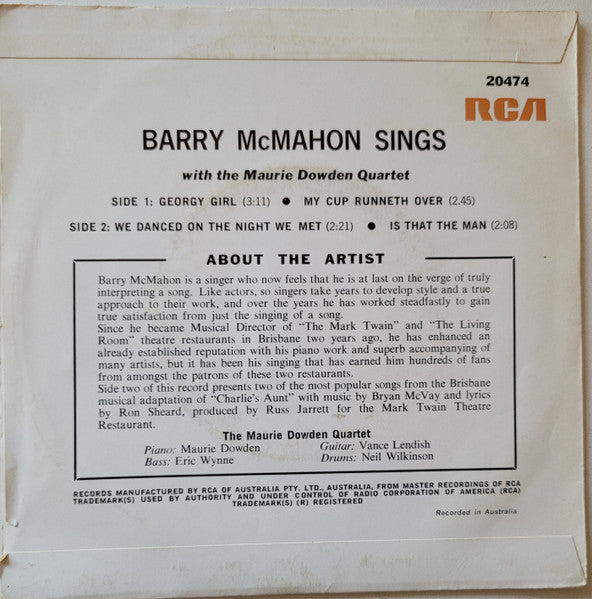 20474
RCA
BARRY McMAHON SINGS
with the Maurie Dowden Quartet
SIDE 1: GEORGY GIRL (3:11) ● MY CUP RUNNETH OVER (2.45)
SIDE 2: WE DANCED ON THE NIGHT WE MET (2:21) ● IS THAT THE MAN (2:08)
ABOUT THE ARTIST
Barry McMahon is a singer who now feels that he is at last on the verge of truly
interpreting a song. Like actors, so singers take years to develop style and a true
approach to their work, and over the years he has worked steadfastly to gain
true satisfaction from just the singing of a song.
Since he became Musical Director of "The Mark Twain" and "The Living
Room" theatre restaurants in Brisbane two years ago, he has enhanced an
already established reputation with his piano work and superb accompanying of
many artists, but it has been his singing that has earned him hundreds of fans
from amongst the patrons of these two restaurants.
Side two of this record presents two of the most popular songs from the Brisbane
musical adaptation of "Charlie's Aunt" with music by Bryan McVay and lyrics
by Ron Sheard, produced by Russ Jarrett for the Mark Twain Theatre
Restaurant.
The Maurie Dowden Quartet
Piano: Maurie Dowden Guitar: Vance Lendish
Bass: Eric Wynne Drums: Neil Wilkinson
RECORDS MANUFACTURED BY RCA OF AUSTRALIA PTY. LTD., AUSTRALIA, FROM MASTER RECORDINGS OF RCA
TRADEMARK(S) USED BY AUTHORITY AND UNDER CONTROL OF RADIO CORPORATION OF AMERICA (RCA)
TRADEMARK(S) (R) REGISTERED
Recorded in Australia